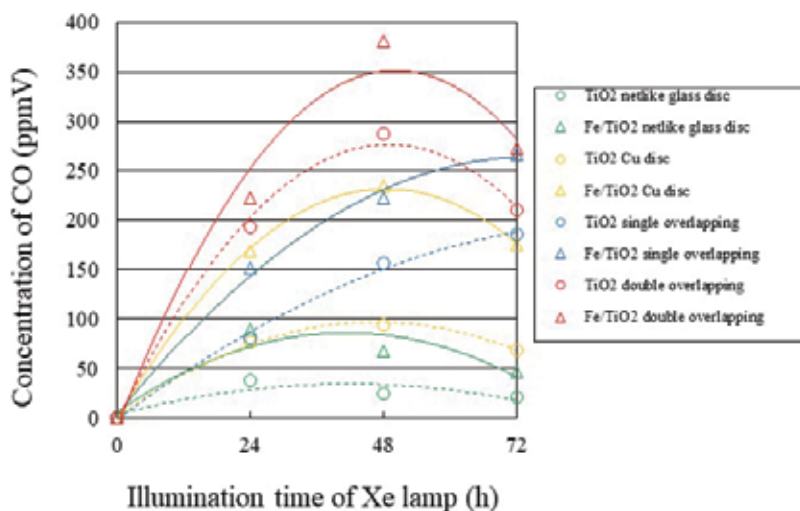 400
350
300
250
200
150
100
50
0
Concentration of CO (ppmV)
0 24 48 72
Illumination time of Xe lamp (h)
TiO2 netlike glass disc
Fe/TiO2 netlike glass disc
TiO2 Cu disc
Fe/TiO2 Cu disc
TiO2 single overlapping
Fe/TiO2 single overlapping
TiO2 double overlapping
Fe/TiO2 double overlapping